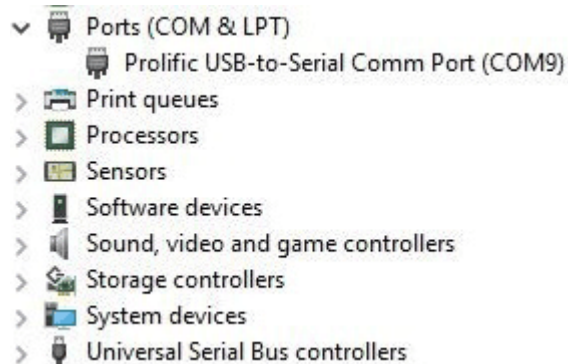 Ports (COM & LPT)
Prolific USB-to-Serial Comm Port (COM9)
Print queues
Processors
Sensors
Software devices
Sound, video and game controllers
Storage controllers
System devices
Universal Serial Bus controllers